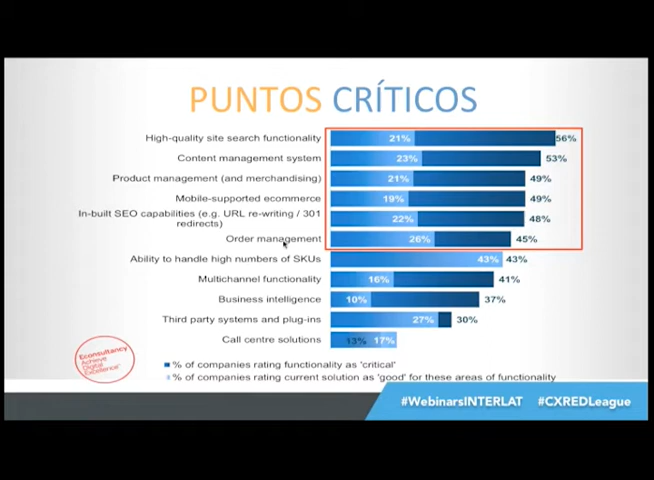 PUNTOS CRÍTICOS
High-quality site search functionality 21% 56%
Content management system 23% 53%
Product management (and merchandising) 21% 49%
Mobile-supported ecommerce 19% 49%
In-built SEO capabilities (e.g. URL re-writing / 301
redirects) 22% 48%
Order management 26% 45%
Ability to handle high numbers of SKUs 43% 43%
Multichannel functionality 16% 41%
Business intelligence 10% 37%
Third party systems and plug-ins 27% 30%
Call centre solutions 13% 17%
Econsultancy
Achieve
Digital
Excellence
% of companies rating functionality as 'critical'
% of companies rating current solution as 'good' for these areas of functionality
#WebinarsINTERLAT #CXREDLeague